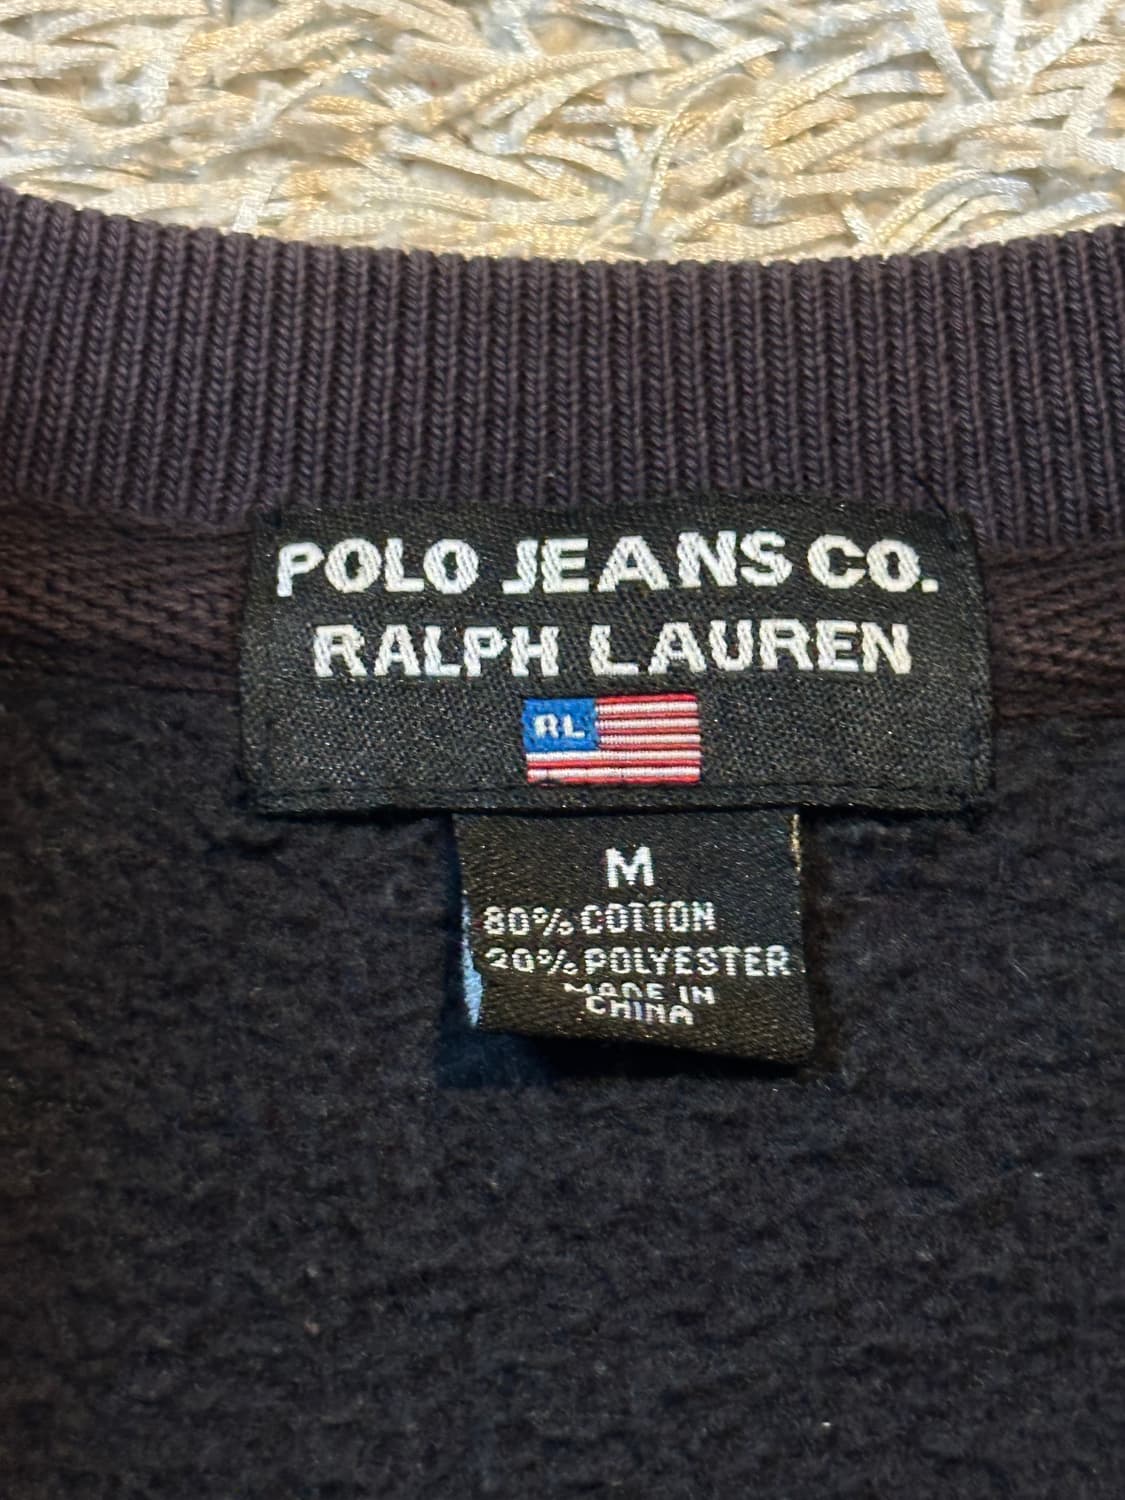 POLO JEANS CO.
RALPH LAUREN
RL
M
80% COTTON
20% POLYESTER
MADE IN
CHINA